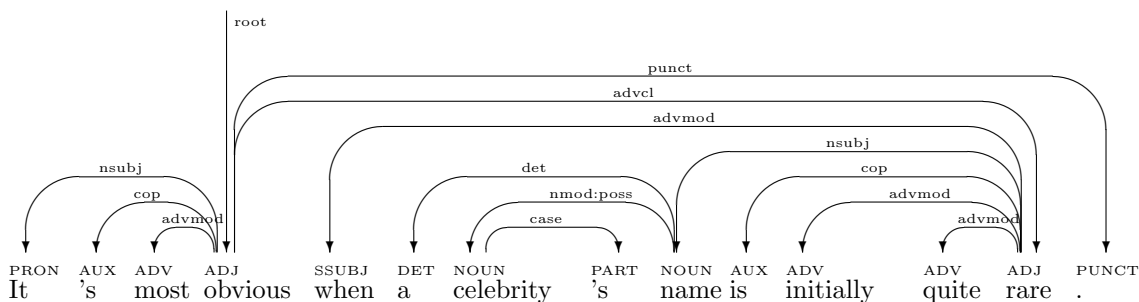 root
punct
advcl
advmod
nsubj nsubj
det
cop nmod:poss cop
advmod case advmod advmod
PRON AUX ADV ADJ SSUBJ DET NOUN PART NOUN AUX ADV ADV ADJ PUNCT
It 's most obvious when a celebrity 's name is initially quite rare .